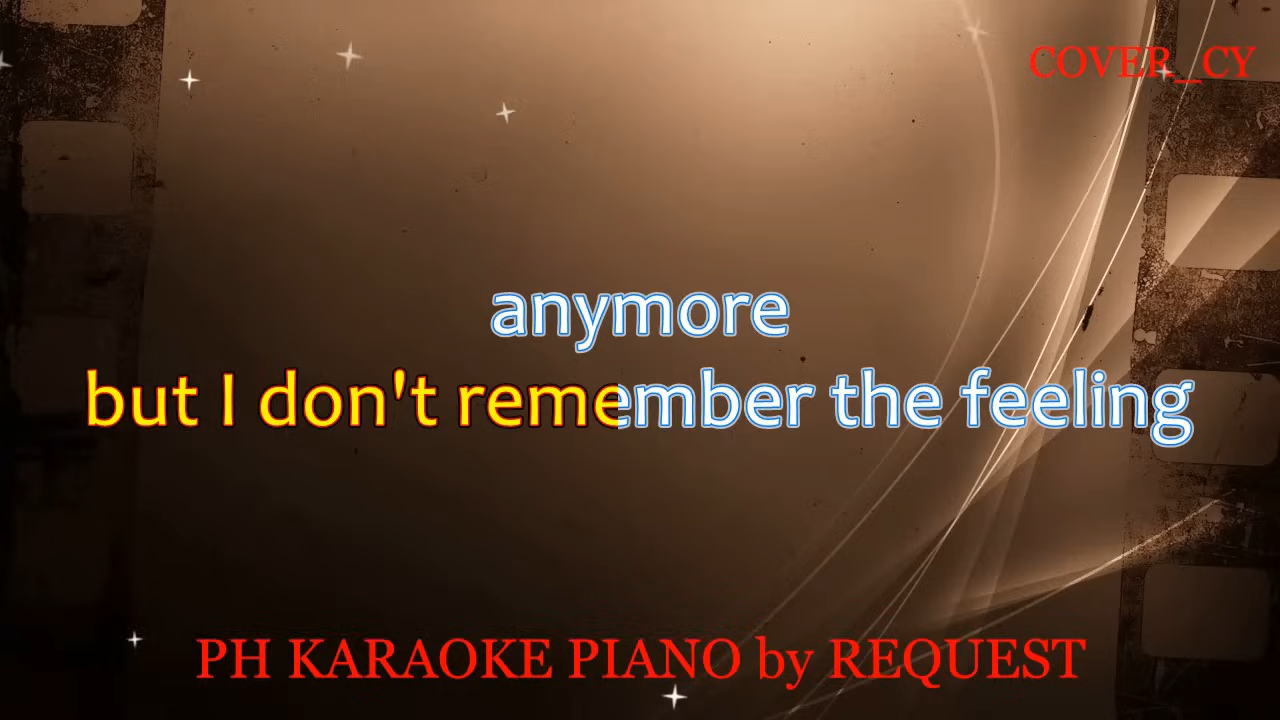 COVER_CY
anymore
but I don't remember the feeling
PH KARAOKE PIANO by REQUEST